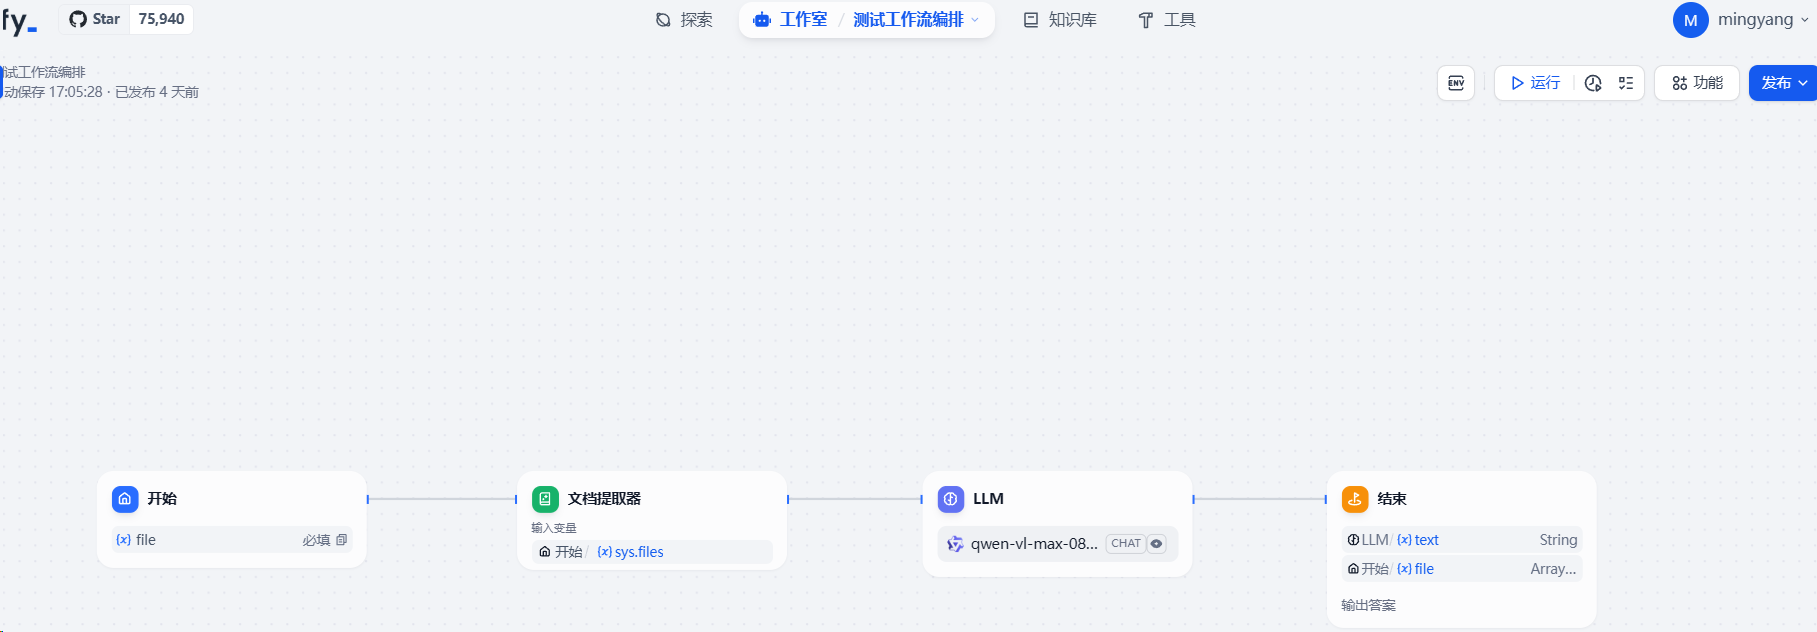 fy_
Star 75,940
探索
工作室 / 测试工作流编排
知识库
工具
M mingyang
试工作流编排
动保存 17:05:28 · 已发布 4 天前
ENV
运行
功能
发布
开始
{x} file 必填
文档提取器
输入变量
开始 / {x} sys.files
LLM
qwen-vl-max-08... CHAT
结束
LLM / {x} text String
开始 / {x} file Array...
输出答案